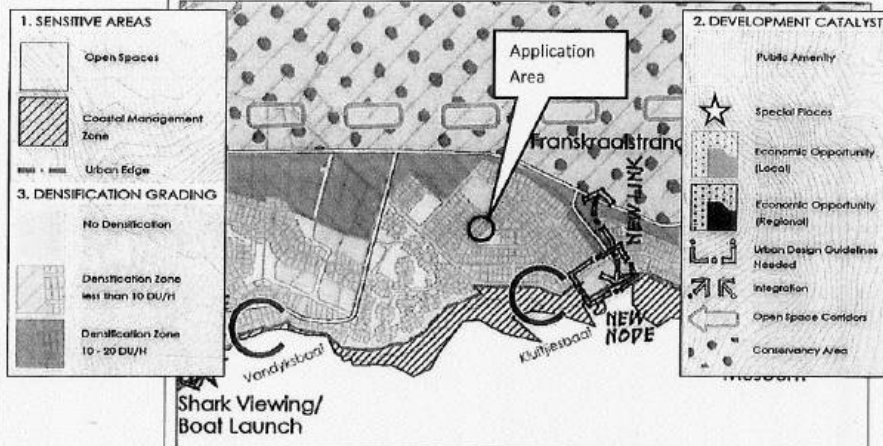 1. SENSITIVE AREAS
Open Spaces
Coastal Management
Zone
Urban Edge
3. DENSIFICATION GRADING
No Densification
Densification Zone
less than 10 DU/H
Densification Zone
10 - 20 DU/H
Application
Area
Franskraalstrand
NEW LINK
NEW
NODE
Vandyksbaai
Kluitjesbaai
Shark Viewing/
Boat Launch
2. DEVELOPMENT CATALYST
Public Amenity
Special Places
Economic Opportunity
(Local)
Economic Opportunity
(Regional)
Urban Design Guidelines
Needed
Integration
Open Space Corridors
Conservancy Area